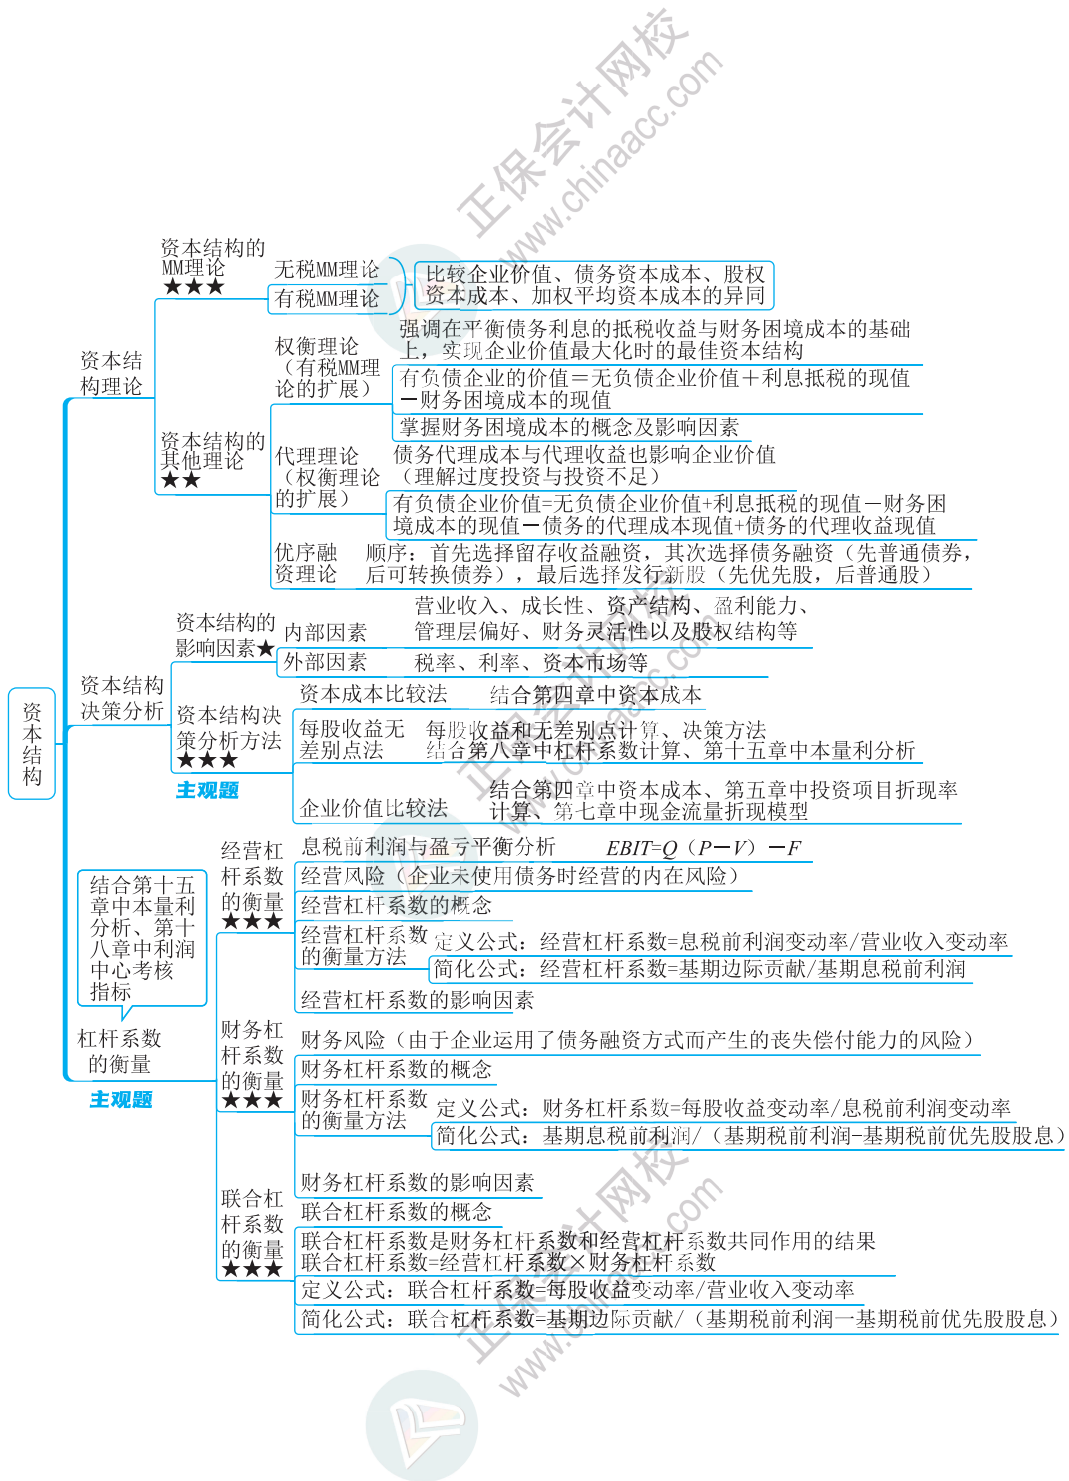 正保会计网校
www.chinaacc.com
资本结构
资本结
构理论
资本结构的
MM理论
★★★
无税MM理论
有税MM理论
比较企业价值、债务资本成本、股权
资本成本、加权平均资本成本的异同
资本结构的
其他理论
★★
权衡理论
（有税MM理
论的扩展）
强调在平衡债务利息的抵税收益与财务困境成本的基础
上，实现企业价值最大化时的最佳资本结构
有负债企业的价值＝无负债企业价值＋利息抵税的现值
－财务困境成本的现值
掌握财务困境成本的概念及影响因素
代理理论
（权衡理论
的扩展）
债务代理成本与代理收益也影响企业价值
（理解过度投资与投资不足）
有负债企业价值=无负债企业价值+利息抵税的现值－财务困
境成本的现值－债务的代理成本现值+债务的代理收益现值
优序融
资理论
顺序：首先选择留存收益融资，其次选择债务融资（先普通债券，
后可转换债券），最后选择发行新股（先优先股，后普通股）
资本结构
决策分析
资本结构的
影响因素★
内部因素
营业收入、成长性、资产结构、盈利能力、
管理层偏好、财务灵活性以及股权结构等
外部因素
税率、利率、资本市场等
资本结构决
策分析方法
★★★
主观题
资本成本比较法
结合第四章中资本成本
每股收益无
差别点法
每股收益和无差别点计算、决策方法
结合第八章中杠杆系数计算、第十五章中本量利分析
企业价值比较法
结合第四章中资本成本、第五章中投资项目折现率
计算、第七章中现金流量折现模型
正保会计网校
www.chinaacc.com
结合第十五
章中本量利
分析、第十
八章中利润
中心考核
指标
杠杆系数
的衡量
主观题
经营杠
杆系数
的衡量
★★★
息税前利润与盈亏平衡分析
EBIT=Q（P－V）－F
经营风险（企业未使用债务时经营的内在风险）
经营杠杆系数的概念
经营杠杆系数
的衡量方法
定义公式：经营杠杆系数=息税前利润变动率/营业收入变动率
简化公式：经营杠杆系数=基期边际贡献/基期息税前利润
经营杠杆系数的影响因素
财务杠
杆系数
的衡量
★★★
财务风险（由于企业运用了债务融资方式而产生的丧失偿付能力的风险）
财务杠杆系数的概念
财务杠杆系数
的衡量方法
定义公式：财务杠杆系数=每股收益变动率/息税前利润变动率
简化公式：基期息税前利润/（基期税前利润-基期税前优先股股息）
财务杠杆系数的影响因素
联合杠
杆系数
的衡量
★★★
联合杠杆系数的概念
联合杠杆系数是财务杠杆系数和经营杠杆系数共同作用的结果
联合杠杆系数=经营杠杆系数×财务杠杆系数
定义公式：联合杠杆系数=每股收益变动率/营业收入变动率
简化公式：联合杠杆系数=基期边际贡献/（基期税前利润一基期税前优先股股息）
正保会计网校
www.chinaacc.com